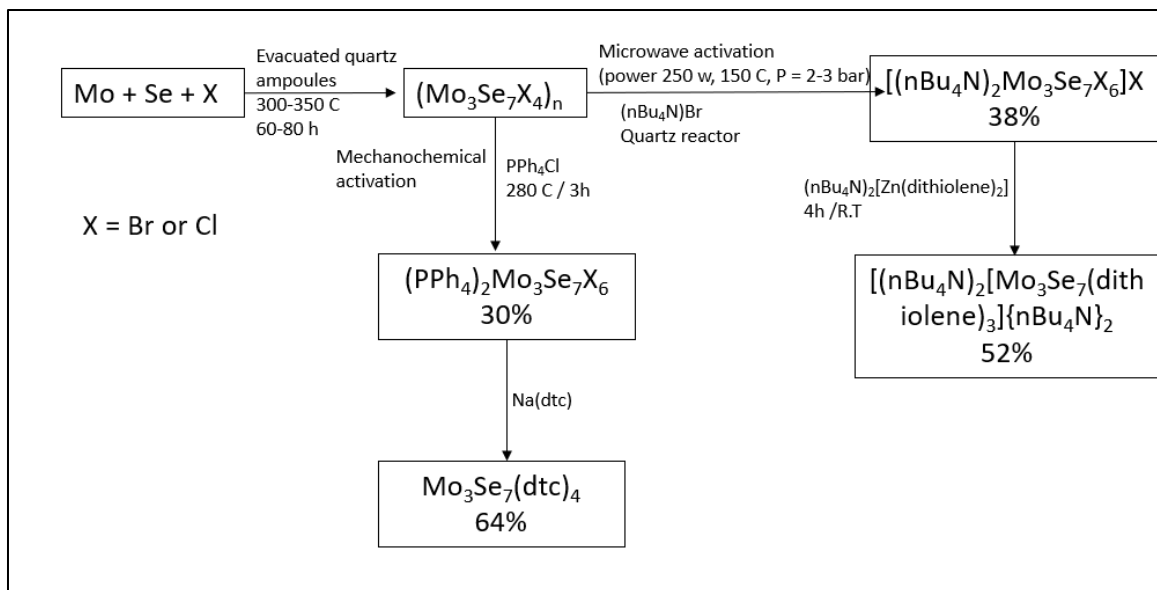 Mo + Se + X
Evacuated quartz
ampoules
300-350 C
60-80 h
(Mo₃Se₇X₄)n
Microwave activation
(power 250 w, 150 C, P = 2-3 bar)
(nBu₄N)Br
Quartz reactor
[(nBu₄N)₂Mo₃Se₇X₆]X
38%
Mechanochemical
activation
PPh₄Cl
280 C / 3h
(nBu₄N)₂[Zn(dithiolene)₂]
4h /R.T
X = Br or Cl
(PPh₄)₂Mo₃Se₇X₆
30%
[(nBu₄N)₂[Mo₃Se₇(dith
iolene)₃]{nBu₄N}₂
52%
Na(dtc)
Mo₃Se₇(dtc)₄
64%